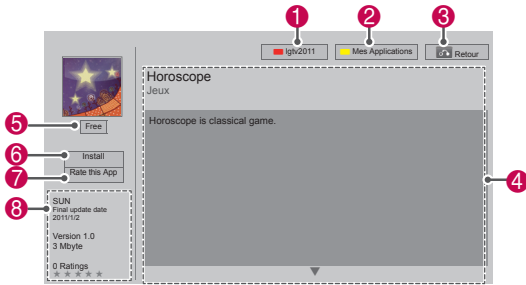 1
2
3
lgtv2011
Mes Applications
Retour
Horoscope
Jeux
Horoscope is classical game.
4
5
Free
6
Install
7
Rate this App
8
SUN
Final update date
2011/1/2
Version 1.0
3 Mbyte
0 Ratings
★★★★★